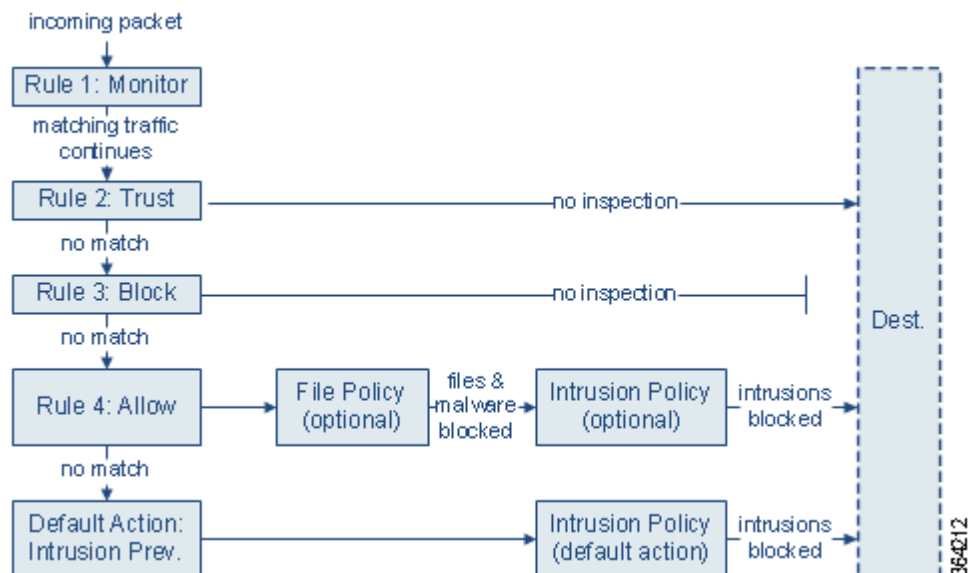 incoming packet
Rule 1: Monitor
matching traffic
continues
Rule 2: Trust
no inspection
no match
Rule 3: Block
no inspection
no match
Dest.
Rule 4: Allow
File Policy
(optional)
files &
malware
blocked
Intrusion Policy
(optional)
intrusions
blocked
no match
Default Action:
Intrusion Prev.
Intrusion Policy
(default action)
intrusions
blocked
364212